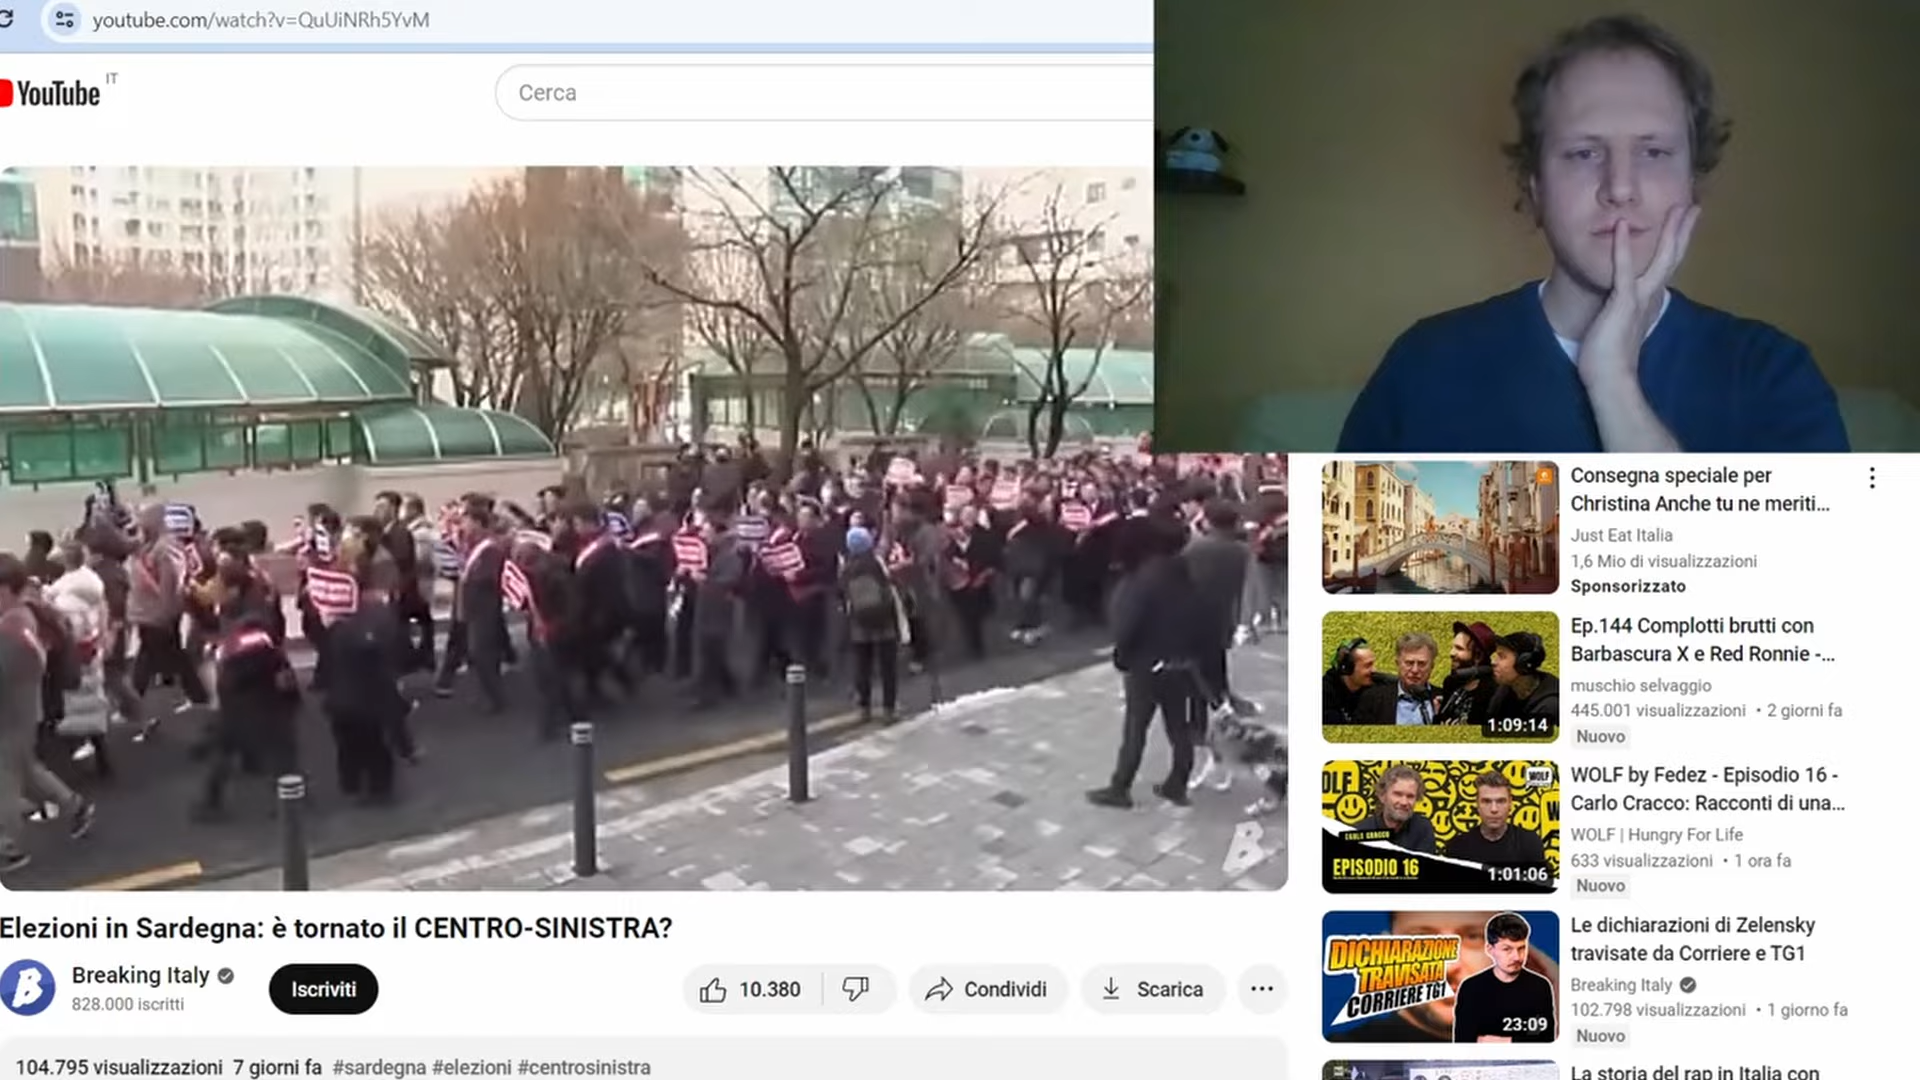 youtube.com/watch?v=QuUiNRh5YvM
YouTube IT
Cerca
Elezioni in Sardegna: è tornato il CENTRO-SINISTRA?
Breaking Italy
828.000 iscritti
Iscriviti
10.380
Condividi
Scarica
104.795 visualizzazioni 7 giorni fa #sardegna #elezioni #centrosinistra
Consegna speciale per
Christina Anche tu ne meriti...
Just Eat Italia
1,6 Mio di visualizzazioni
Sponsorizzato
1:09:14
Ep.144 Complotti brutti con
Barbascura X e Red Ronnie -...
muschio selvaggio
445.001 visualizzazioni • 2 giorni fa
Nuovo
WOLF
CARLO CRACCO
EPISODIO 16
1:01:06
WOLF by Fedez - Episodio 16 -
Carlo Cracco: Racconti di una...
WOLF | Hungry For Life
633 visualizzazioni • 1 ora fa
Nuovo
DICHIARAZIONE
TRAVISATA
CORRIERE TG1
23:09
Le dichiarazioni di Zelensky
travisate da Corriere e TG1
Breaking Italy
102.798 visualizzazioni • 1 giorno fa
Nuovo
La storia del rap in Italia con